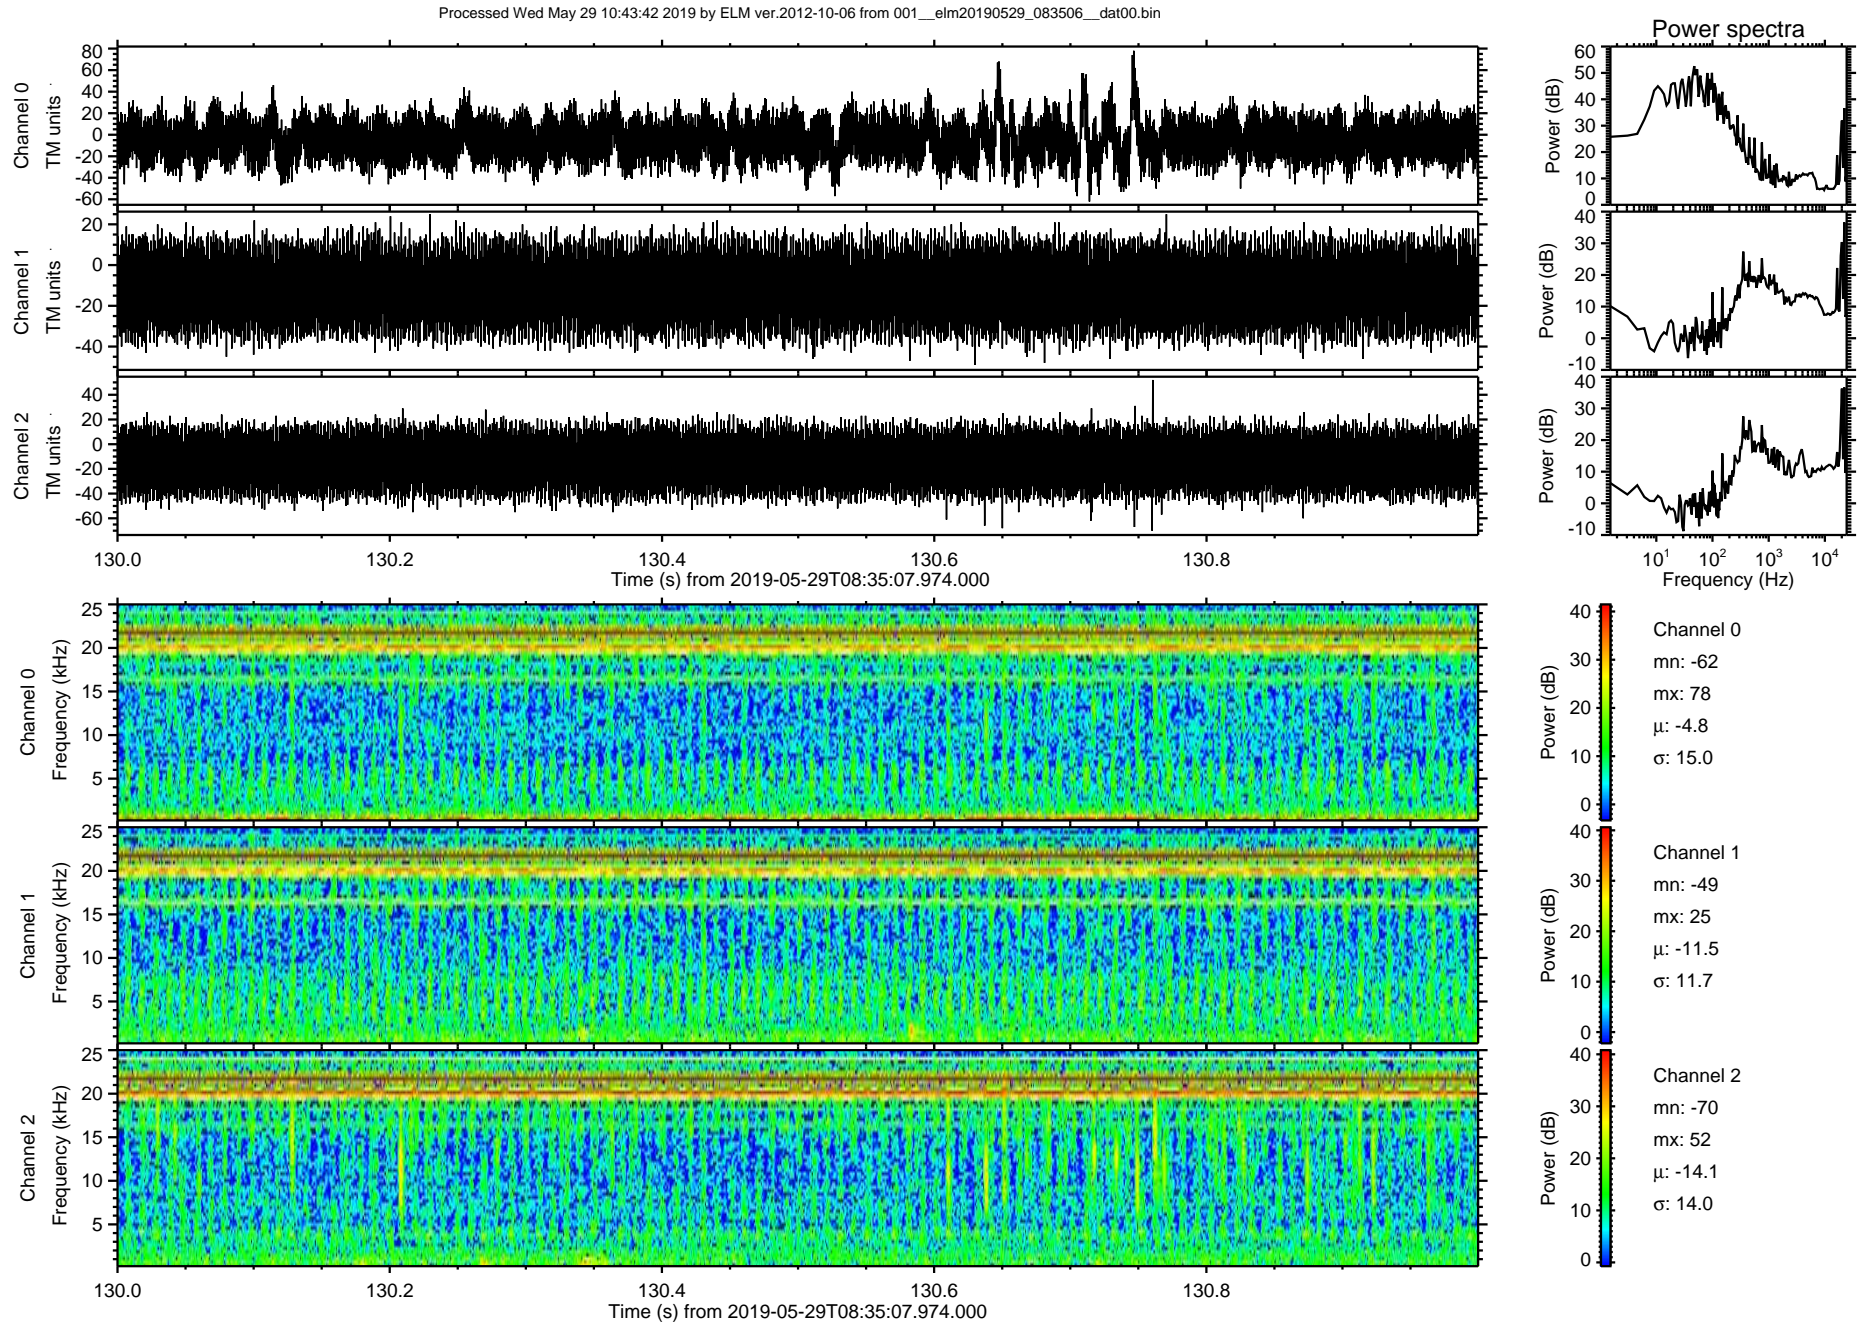 Processed Wed May 29 10:43:42 2019 by ELM ver.2012-10-06 from 001__elm20190529_083506__dat00.bin
Power spectra
Channel 0
TM units
80
60
40
20
0
-20
-40
-60
Power (dB)
60
50
40
30
20
10
0
Channel 1
TM units
20
0
-20
-40
Power (dB)
40
30
20
10
0
-10
Channel 2
TM units
40
20
0
-20
-40
-60
Power (dB)
40
30
20
10
0
-10
130.0 130.2 130.4 130.6 130.8
Time (s) from 2019-05-29T08:35:07.974.000
10¹ 10² 10³ 10⁴
Frequency (Hz)
Channel 0
Frequency (kHz)
25
20
15
10
5
Power (dB)
40
30
20
10
0
Channel 0
mn: -62
mx: 78
μ: -4.8
σ: 15.0
Channel 1
Frequency (kHz)
25
20
15
10
5
Power (dB)
40
30
20
10
0
Channel 1
mn: -49
mx: 25
μ: -11.5
σ: 11.7
Channel 2
Frequency (kHz)
25
20
15
10
5
Power (dB)
40
30
20
10
0
Channel 2
mn: -70
mx: 52
μ: -14.1
σ: 14.0
130.0 130.2 130.4 130.6 130.8
Time (s) from 2019-05-29T08:35:07.974.000